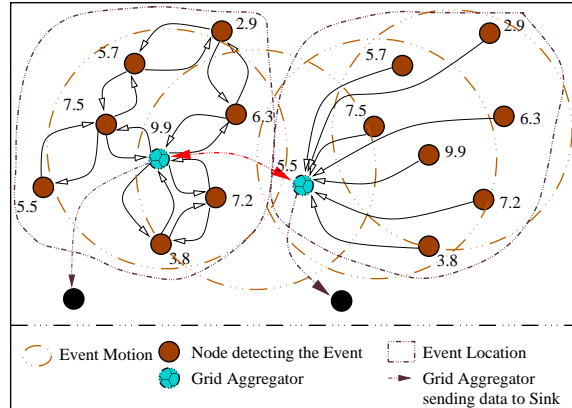 2.9
5.7
7.5
9.9
6.3
5.5
7.2
3.8
2.9
5.7
7.5
6.3
9.9
5.5
7.2
3.8
Event Motion
Node detecting the Event
Event Location
Grid Aggregator
Grid Aggregator
sending data to Sink